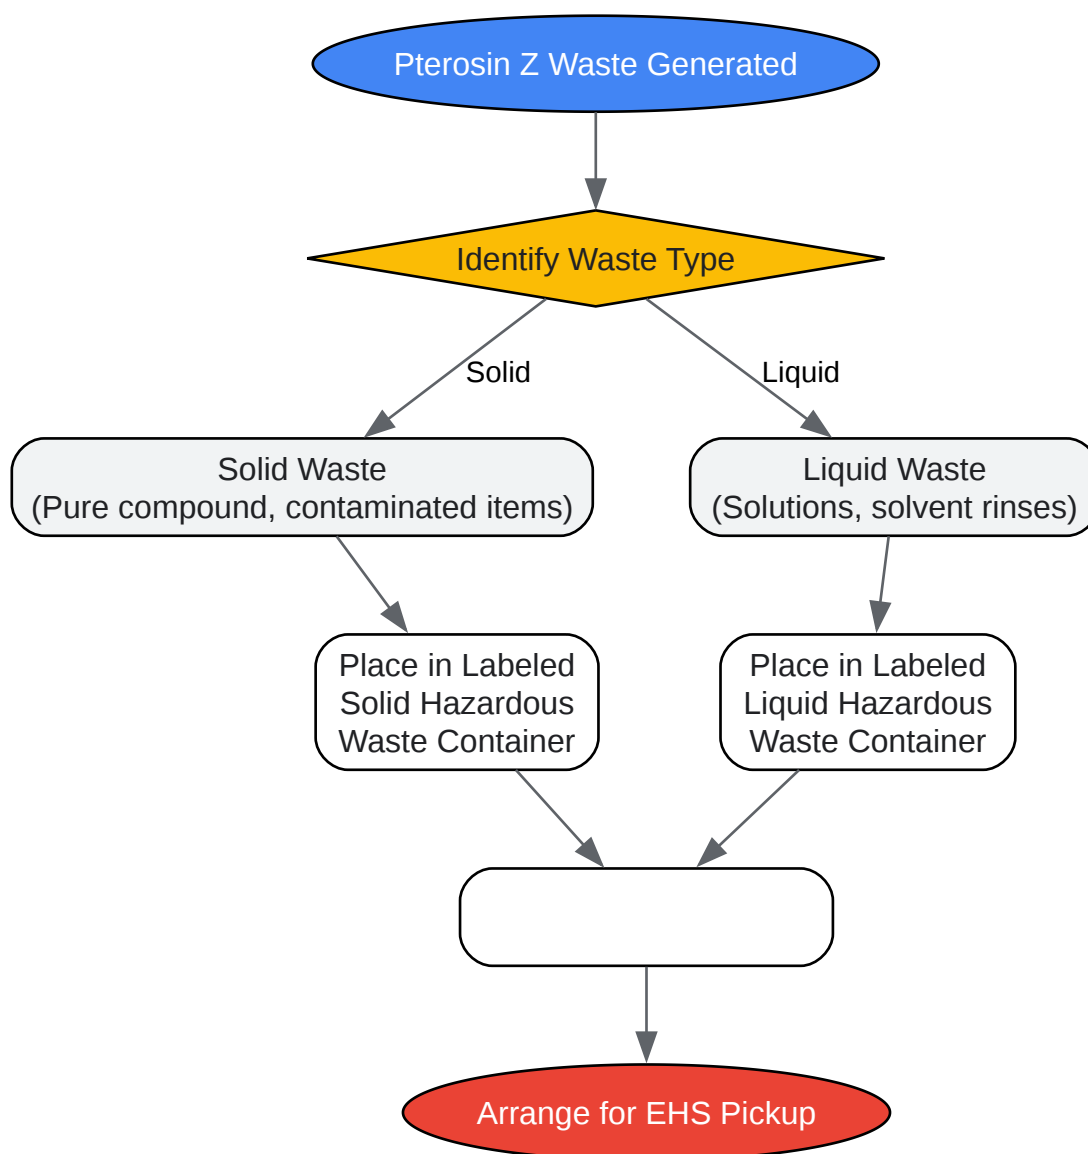 Pterosin Z Waste Generated
Identify Waste Type
Solid
Liquid
Solid Waste
(Pure compound, contaminated items)
Liquid Waste
(Solutions, solvent rinses)
Place in Labeled
Solid Hazardous
Waste Container
Place in Labeled
Liquid Hazardous
Waste Container
Arrange for EHS Pickup